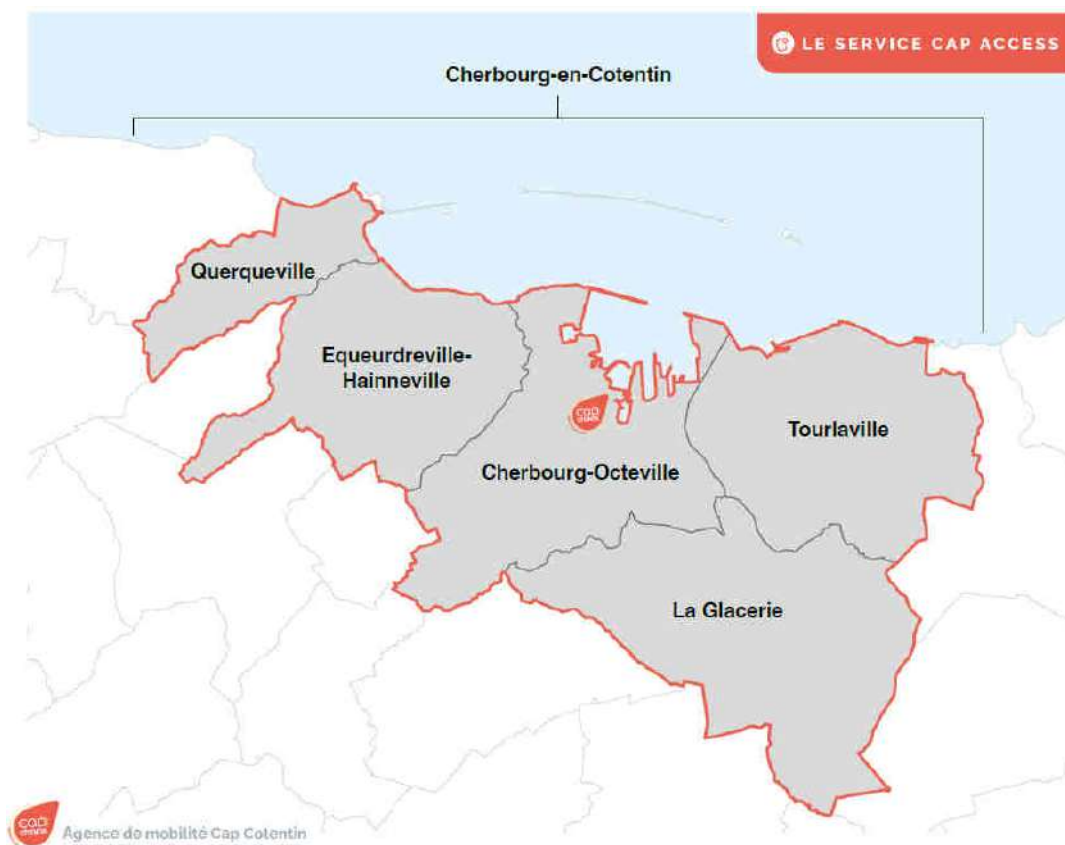 LE SERVICE CAP ACCESS
Cherbourg-en-Cotentin
Querqueville
Equeurdreville-
Hainneville
Tourlaville
Cherbourg-Octeville
La Glacerie
Agence de mobilité Cap Cotentin